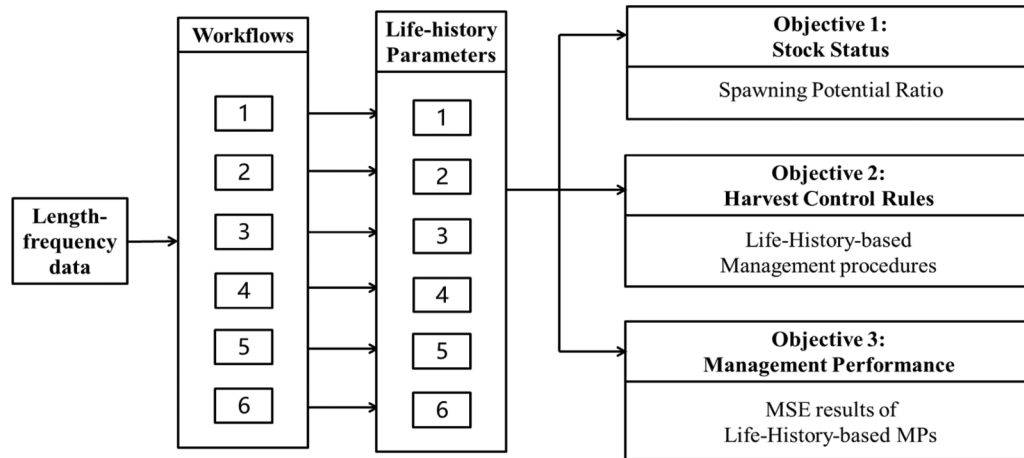 Length-
frequency
data
Workflows
1
2
3
4
5
6
Life-history
Parameters
1
2
3
4
5
6
Objective 1:
Stock Status
Spawning Potential Ratio
Objective 2:
Harvest Control Rules
Life-History-based
Management procedures
Objective 3:
Management Performance
MSE results of
Life-History-based MPs